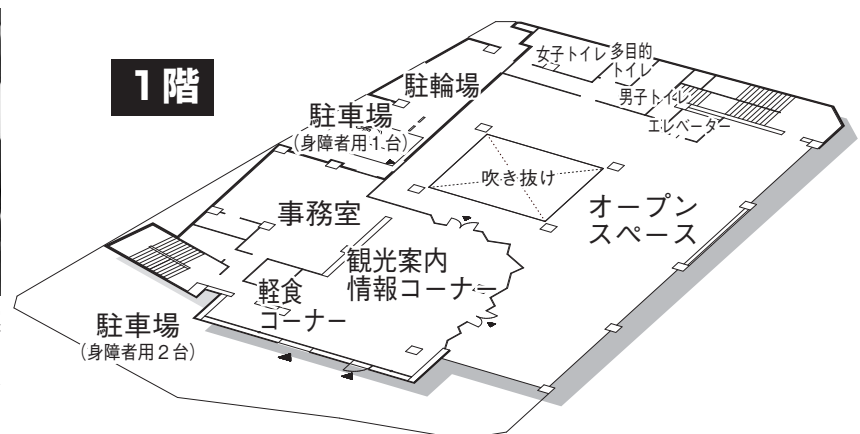 1階
女子トイレ
多目的
トイレ
駐輪場
男子トイレ
駐車場
(身障者用1台)
エレベーター
吹き抜け
オープン
スペース
事務室
観光案内
情報コーナー
軽食
コーナー
駐車場
(身障者用2台)